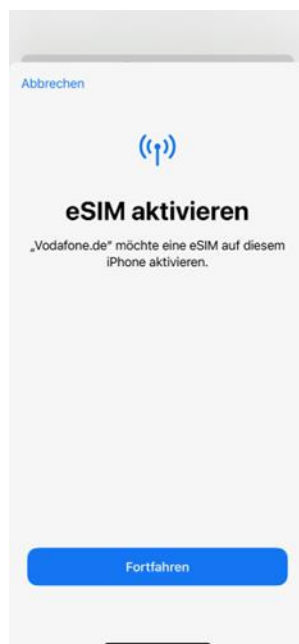 Abbrechen
eSIM aktivieren
„Vodafone.de“ möchte eine eSIM auf diesem
iPhone aktivieren.
Fortfahren